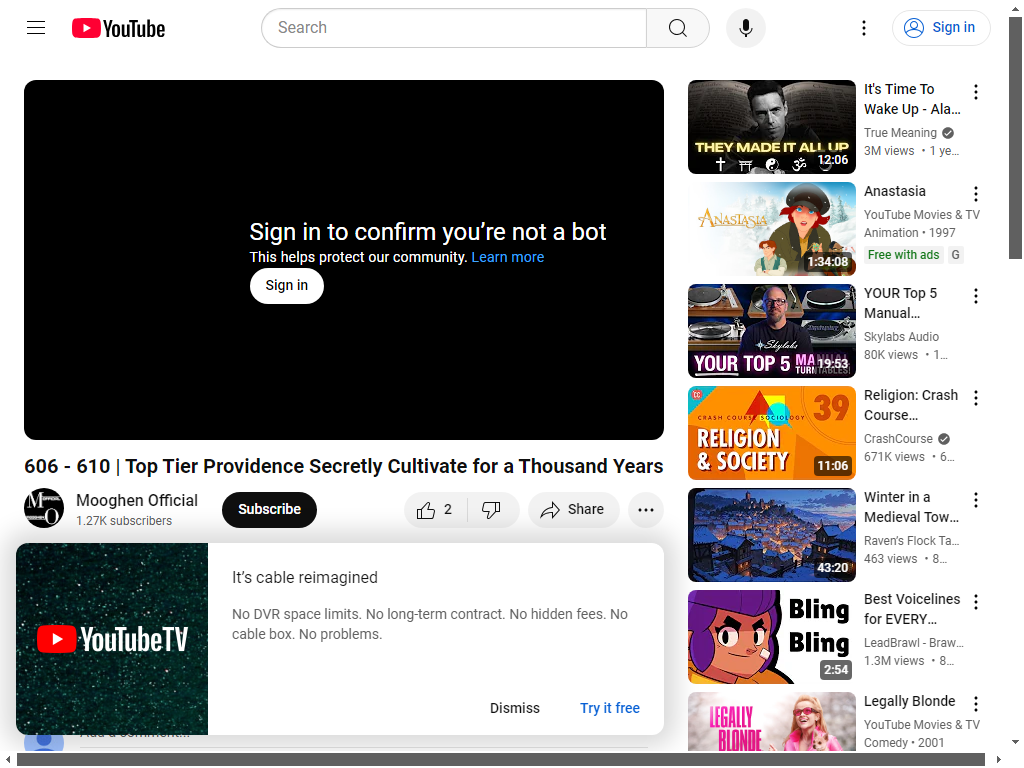 YouTube
Search
Sign in
Sign in to confirm you’re not a bot
This helps protect our community. Learn more
Sign in
606 - 610 | Top Tier Providence Secretly Cultivate for a Thousand Years
Mooghen Official
1.27K subscribers
Subscribe
2
Share
It’s cable reimagined
No DVR space limits. No long-term contract. No hidden fees. No
cable box. No problems.
YouTubeTV
Dismiss
Try it free
Add a comment...
THEY MADE IT ALL UP
12:06
It's Time To
Wake Up - Ala...
True Meaning
3M views • 1 ye...
ANASTASIA
1:34:08
Anastasia
YouTube Movies & TV
Animation • 1997
Free with ads
G
Skylabs
YOUR TOP 5 MANUAL
TURNTABLES!
19:53
YOUR Top 5
Manual...
Skylabs Audio
80K views • 1...
CC
39
CRASH COURSE SOCIOLOGY
RELIGION
& SOCIETY
11:06
Religion: Crash
Course...
CrashCourse
671K views • 6...
43:20
Winter in a
Medieval Tow...
Raven's Flock Ta...
463 views • 8...
Bling
Bling
2:54
Best Voicelines
for EVERY...
LeadBrawl - Braw...
1.3M views • 8...
LEGALLY
BLONDE
Legally Blonde
YouTube Movies & TV
Comedy • 2001